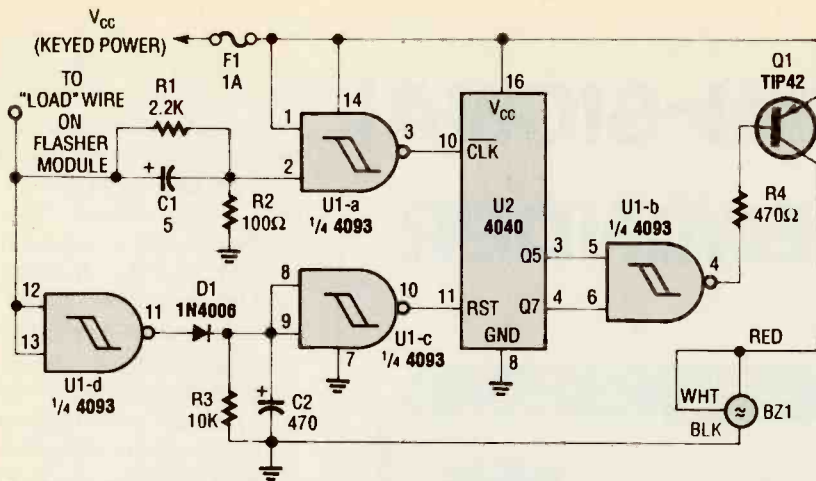 VCC
(KEYED POWER)
F1
1A
TO
"LOAD" WIRE
ON
FLASHER
MODULE
R1
2.2K
C1
5
+
R2
100Ω
1
2
14
3
U1-a
1/4 4093
10
16
VCC
CLK
U2
4040
Q5
3
5
Q7
4
6
11
RST
GND
8
U1-b
1/4 4093
4
R4
470Ω
Q1
TIP42
12
13
11
U1-d
1/4 4093
D1
1N4006
8
9
10
7
U1-c
1/4 4093
R3
10K
+
C2
470
RED
WHT
BLK
BZ1